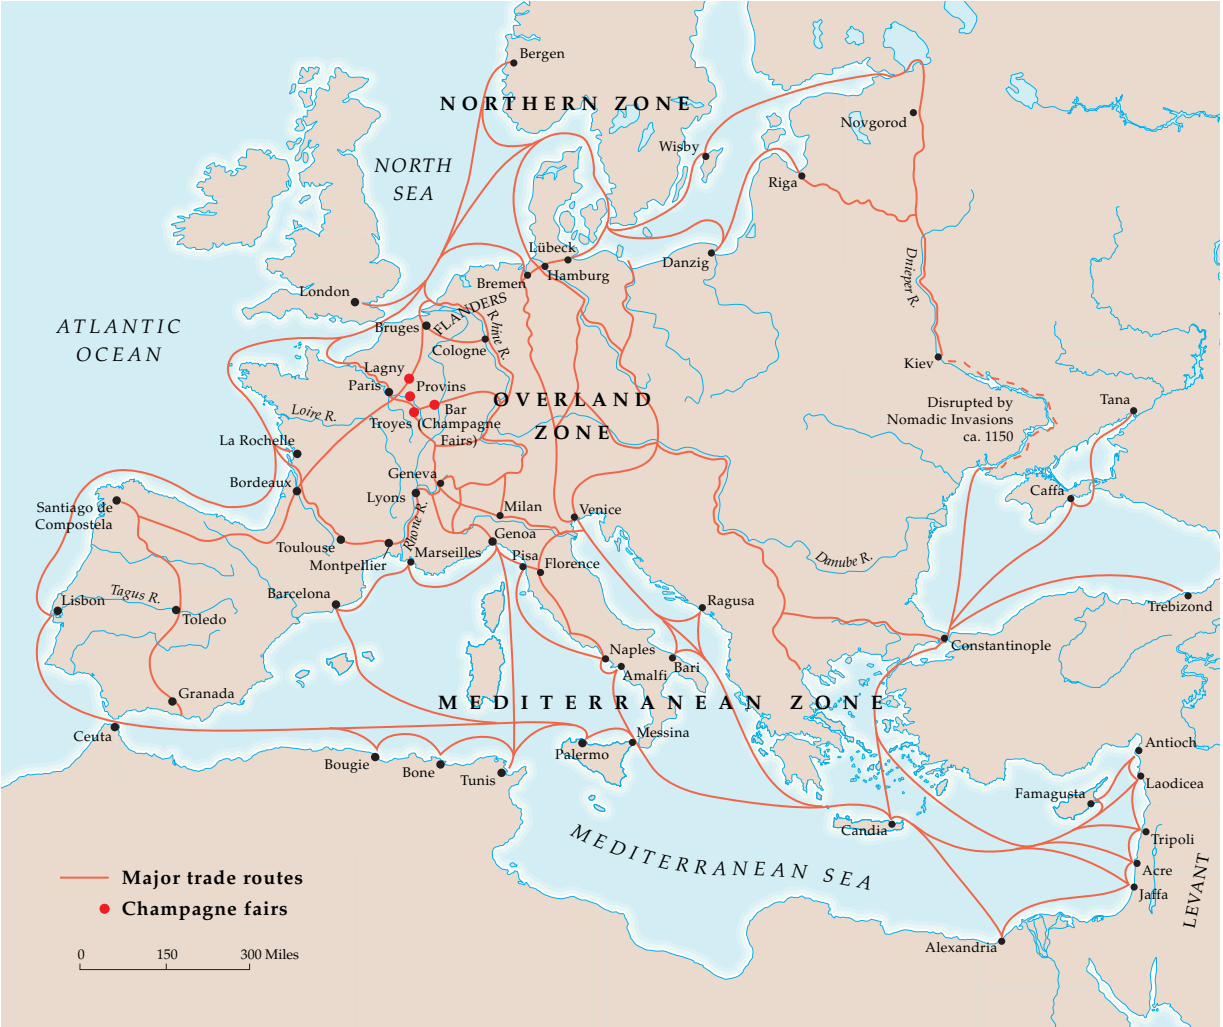 Bergen
NORTHERN ZONE
Novgorod
Wisby
NORTH
SEA
Riga
Lübeck
Danzig
Hamburg
Bremen
Dnieper R.
London
FLANDERS
ATLANTIC
OCEAN
Bruges
Rhine R.
Cologne
Kiev
Lagny
Paris
Provins
OVERLAND
ZONE
Bar
Troyes (Champagne
Fairs)
Loire R.
Disrupted by
Nomadic Invasions
ca. 1150
Tana
La Rochelle
Geneva
Bordeaux
Lyons
Caffa
Santiago de
Compostela
Milan
Venice
Rhone R.
Genoa
Toulouse
Montpellier
Marseilles
Pisa
Florence
Danube R.
Barcelona
Tagus R.
Lisbon
Toledo
Ragusa
Trebizond
Constantinople
Naples
Amalfi
Bari
Granada
MEDITERRANEAN ZONE
Ceuta
Messina
Palermo
Bougie
Bone
Tunis
Antioch
Laodicea
Famagusta
Candia
Tripoli
MEDITERRANEAN SEA
Acre
Jaffa
LEVANT
Alexandria
Major trade routes
Champagne fairs
0 150 300 Miles